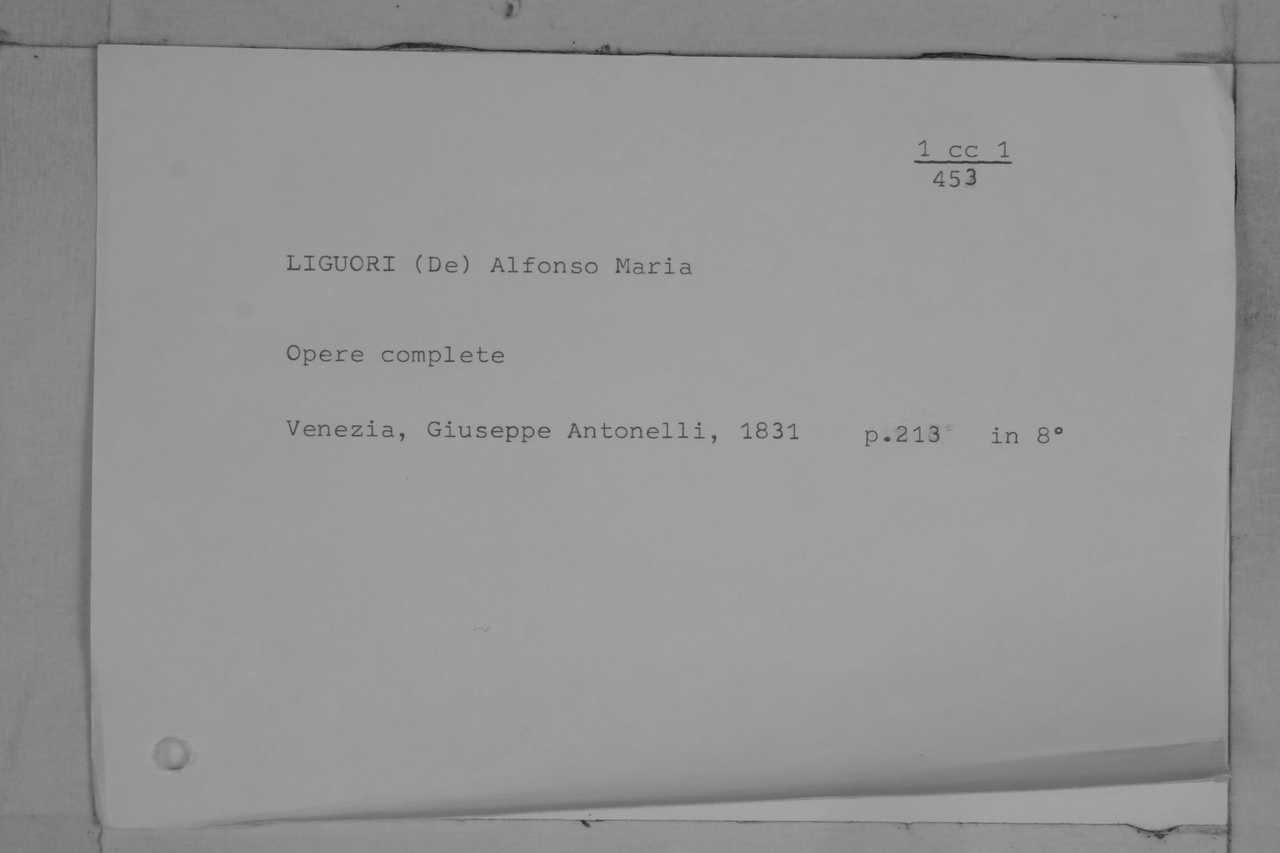 1 cc 1
453
LIGUORI (De) Alfonso Maria
Opere complete
Venezia, Giuseppe Antonelli, 1831 p.213 in 8°